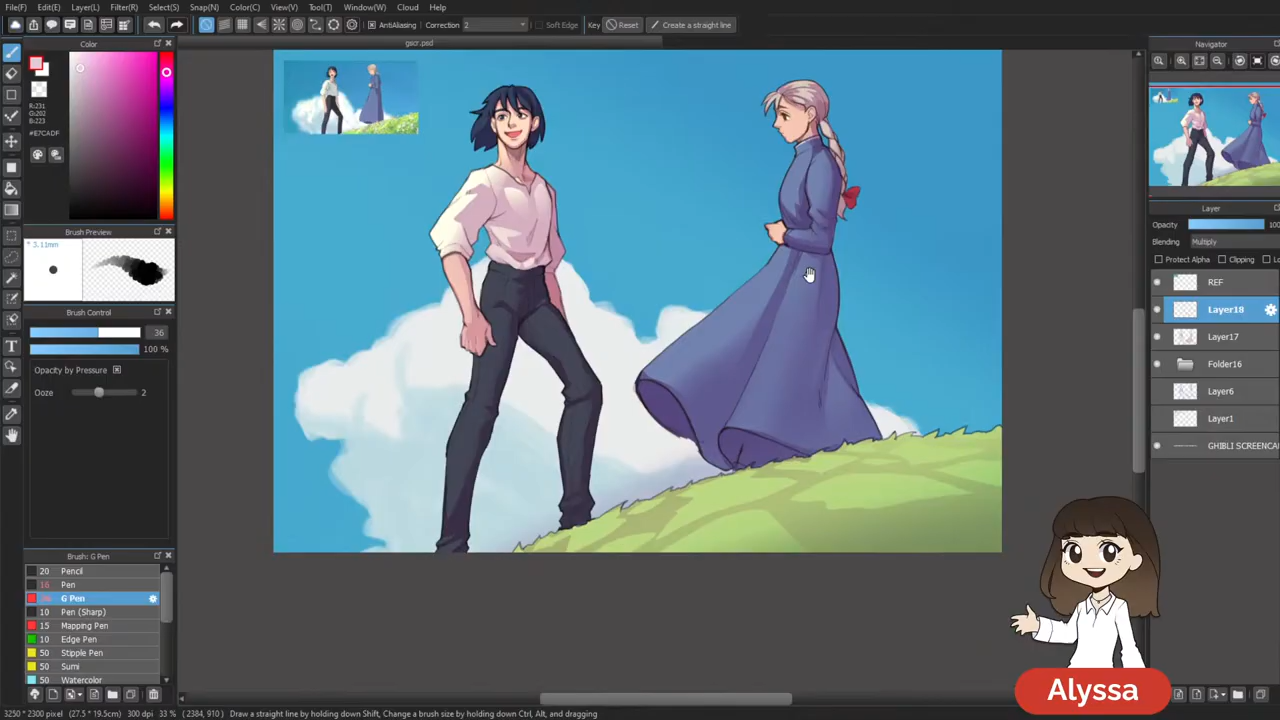 File(F) Edit Layer(L) Filter(R) Select(S) Snap(N) Color(C) View(V) Tool(T) Window(W) Cloud Help
AntiAliasing Correction 2 Soft Edge Key Reset Create a straight line
Color
gscr.psd
Navigator
R:231
G:202
B:223
#E7CADF
Brush Preview
* 3.11mm
Brush Control
36
100 %
Opacity by Pressure
Ooze 2
Layer
Opacity 100
Blending Multiply
Protect Alpha Clipping Lo
REF
Layer18
Layer17
Folder16
Layer6
Layer1
GHIBLI SCREENCA
Brush: G Pen
20 Pencil
16 Pen
G Pen
10 Pen (Sharp)
15 Mapping Pen
10 Edge Pen
50 Stipple Pen
50 Sumi
50 Watercolor
Alyssa
3250 * 2300 pixel (27.5 * 19.5cm) 300 dpi 33 % ( 2384, 910 ) Draw a straight line by holding down Shift, Change a brush size by holding down Ctrl, Alt, and dragging